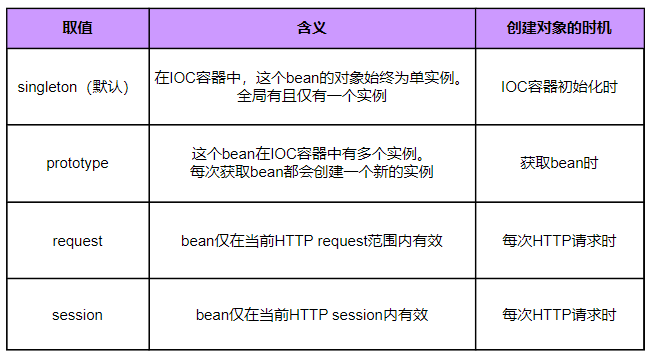 取值 含义 创建对象的时机
singleton（默认） 在IOC容器中，这个bean的对象始终为单实例。 IOC容器初始化时
全局有且仅有一个实例
prototype 这个bean在IOC容器中有多个实例。 获取bean时
每次获取bean都会创建一个新的实例
request bean仅在当前HTTP request范围内有效 每次HTTP请求时
session bean仅在当前HTTP session内有效 每次HTTP请求时